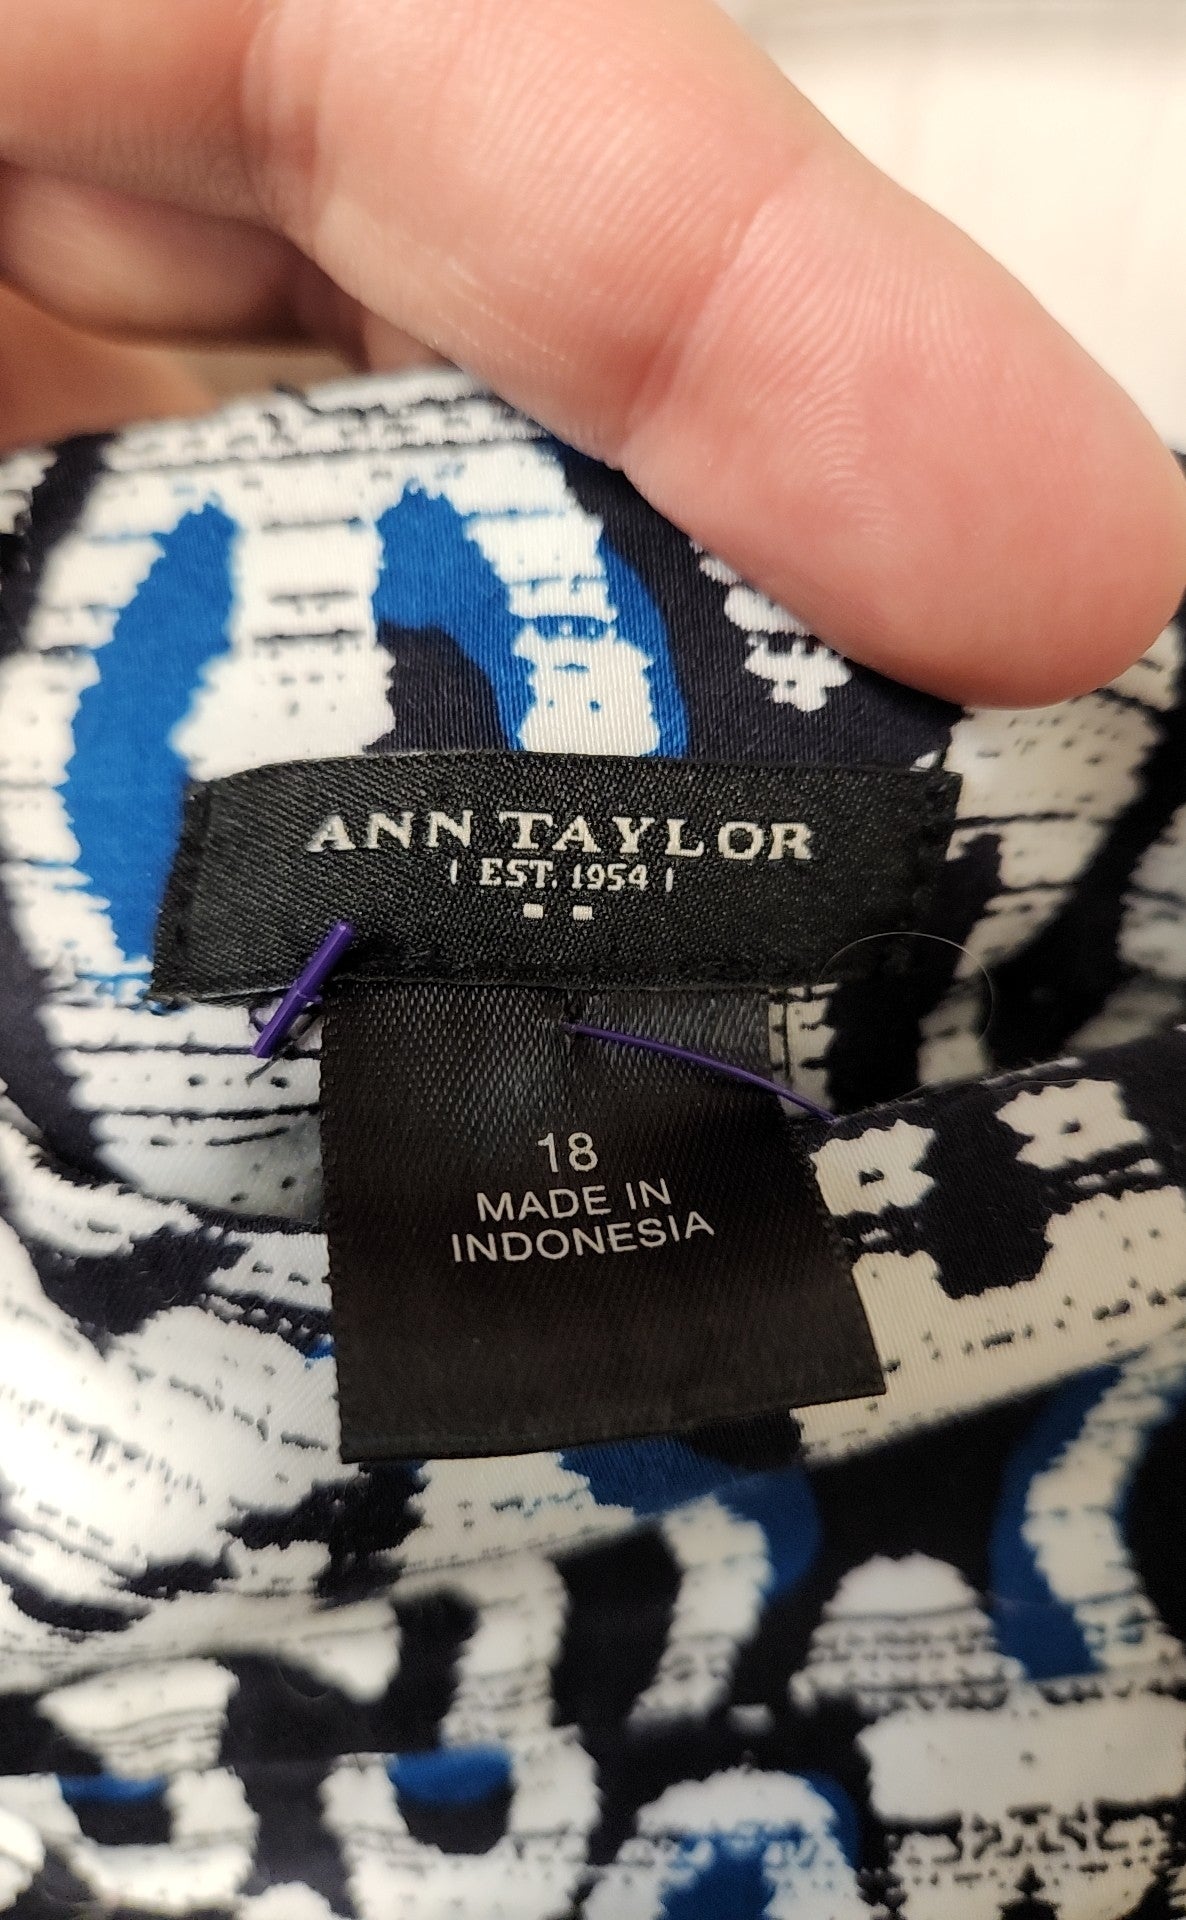 ANN TAYLOR
EST. 1954
18
MADE IN
INDONESIA